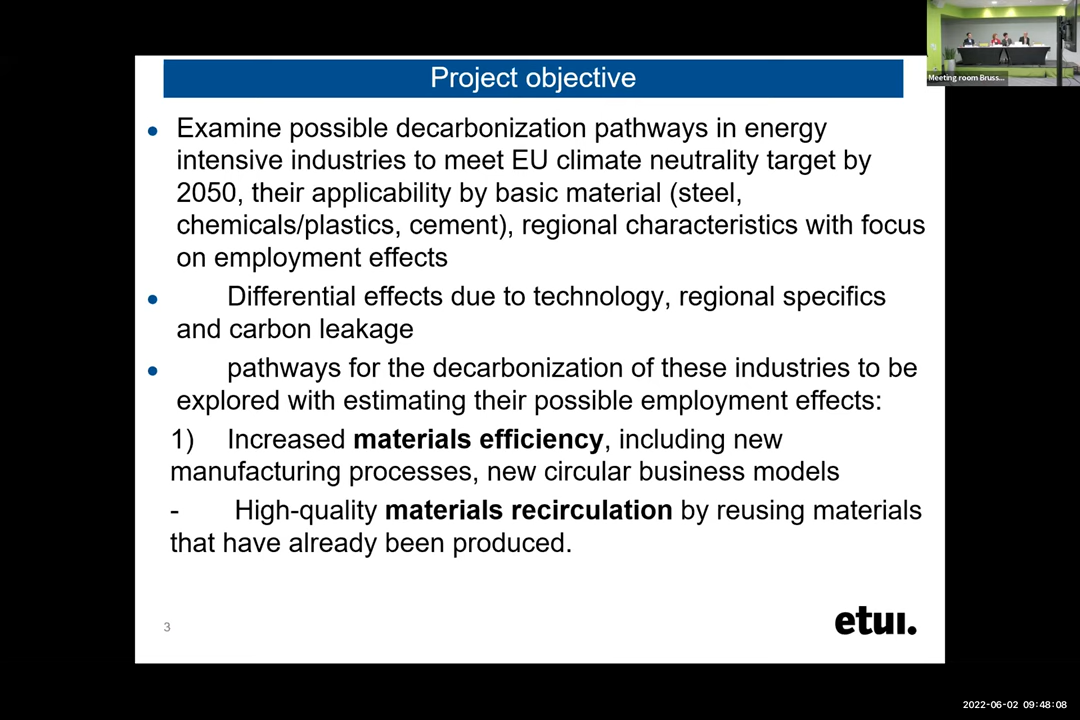 Project objective
Meeting room Bruss...
• Examine possible decarbonization pathways in energy
intensive industries to meet EU climate neutrality target by
2050, their applicability by basic material (steel,
chemicals/plastics, cement), regional characteristics with focus
on employment effects
• Differential effects due to technology, regional specifics
and carbon leakage
• pathways for the decarbonization of these industries to be
explored with estimating their possible employment effects:
1) Increased materials efficiency, including new
manufacturing processes, new circular business models
- High-quality materials recirculation by reusing materials
that have already been produced.
3
etui.
2022-06-02 09:48:08